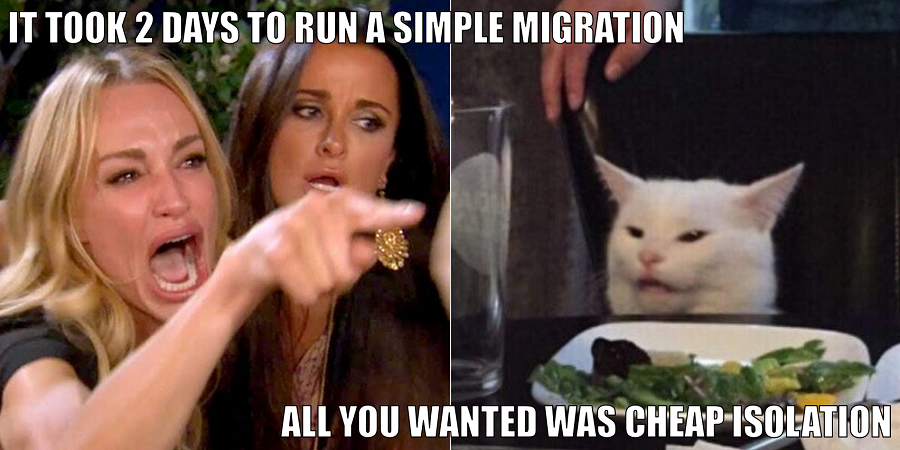 IT TOOK 2 DAYS TO RUN A SIMPLE MIGRATION
ALL YOU WANTED WAS CHEAP ISOLATION